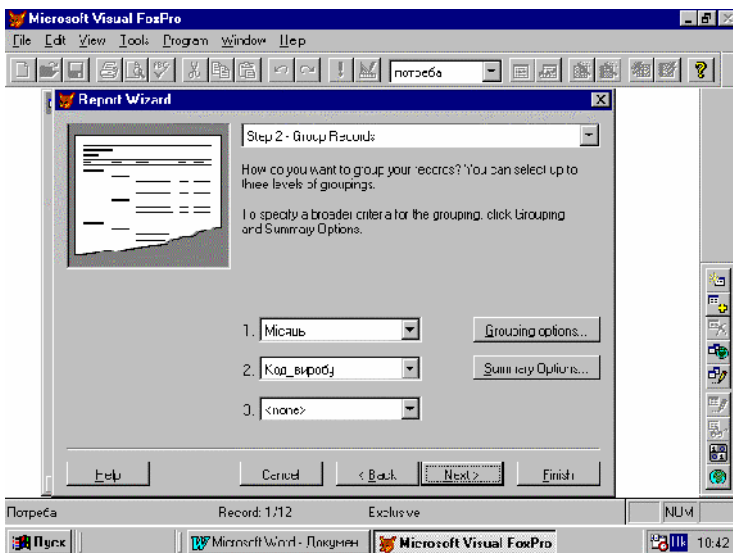 Microsoft Visual FoxPro
File Edit View Tools Program Window Help
потреба
Report Wizard
Step 2 - Group Records
How do you want to group your records? You can select up to
three levels of groupings.
To specify a broader criteria for the grouping, click Grouping
and Summary Options.
1. Місяць Grouping options...
2. Код_виробу Summary Options...
3. <none>
Help Cancel < Back Next > Finish
Потреба Record: 1/12 Exclusive NUM
Пуск Microsoft Word - Докумен Microsoft Visual FoxPro 10:42